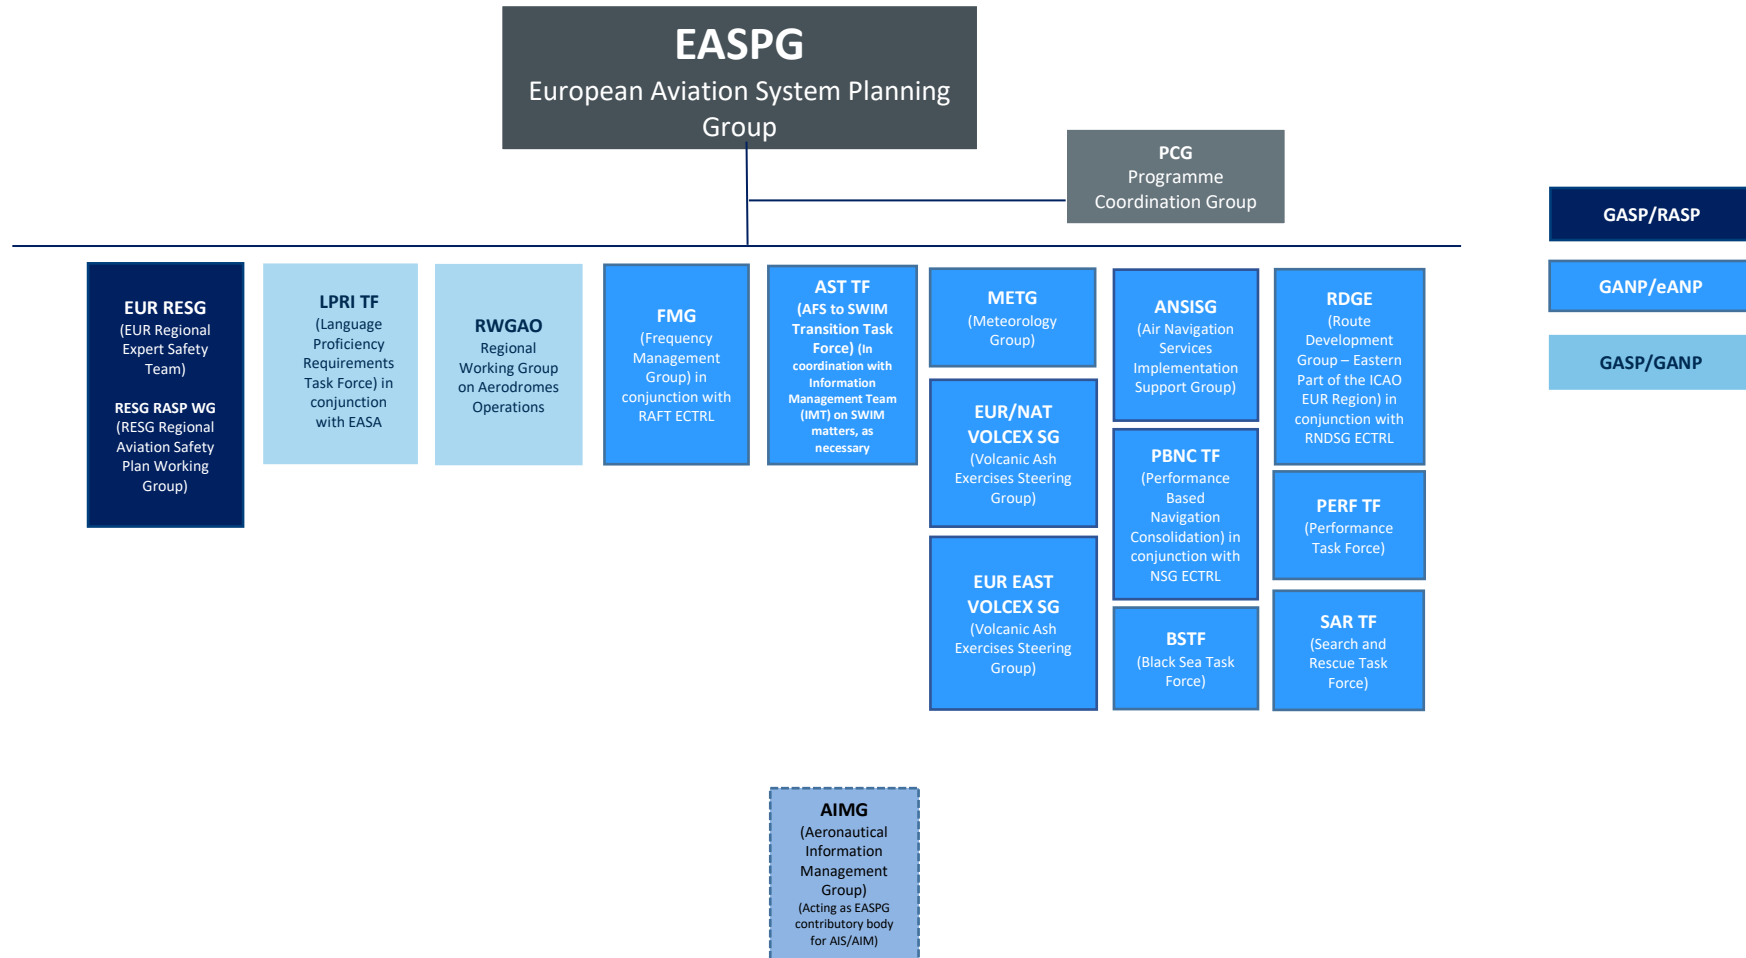 EASPG
European Aviation System Planning
Group
PCG
Programme
Coordination Group
GASP/RASP
GANP/eANP
GASP/GANP
EUR RESG
(EUR Regional
Expert Safety
Team)
RESG RASP WG
(RESG Regional
Aviation Safety
Plan Working
Group)
LPRI TF
(Language
Proficiency
Requirements
Task Force) in
conjunction
with EASA
RWGAO
Regional
Working Group
on Aerodromes
Operations
FMG
(Frequency
Management
Group) in
conjunction with
RAFT ECTRL
AST TF
(AFS to SWIM
Transition Task
Force) (In
coordination with
Information
Management Team
(IMT) on SWIM
matters, as
necessary
METG
(Meteorology
Group)
EUR/NAT
VOLCEX SG
(Volcanic Ash
Exercises Steering
Group)
EUR EAST
VOLCEX SG
(Volcanic Ash
Exercises Steering
Group)
ANSISG
(Air Navigation
Services
Implementation
Support Group)
PBNC TF
(Performance
Based
Navigation
Consolidation) in
conjunction with
NSG ECTRL
BSTF
(Black Sea Task
Force)
RDGE
(Route
Development
Group – Eastern
Part of the ICAO
EUR Region) in
conjunction with
RNDSG ECTRL
PERF TF
(Performance
Task Force)
SAR TF
(Search and
Rescue Task
Force)
AIMG
(Aeronautical
Information
Management
Group)
(Acting as EASPG
contributory body
for AIS/AIM)